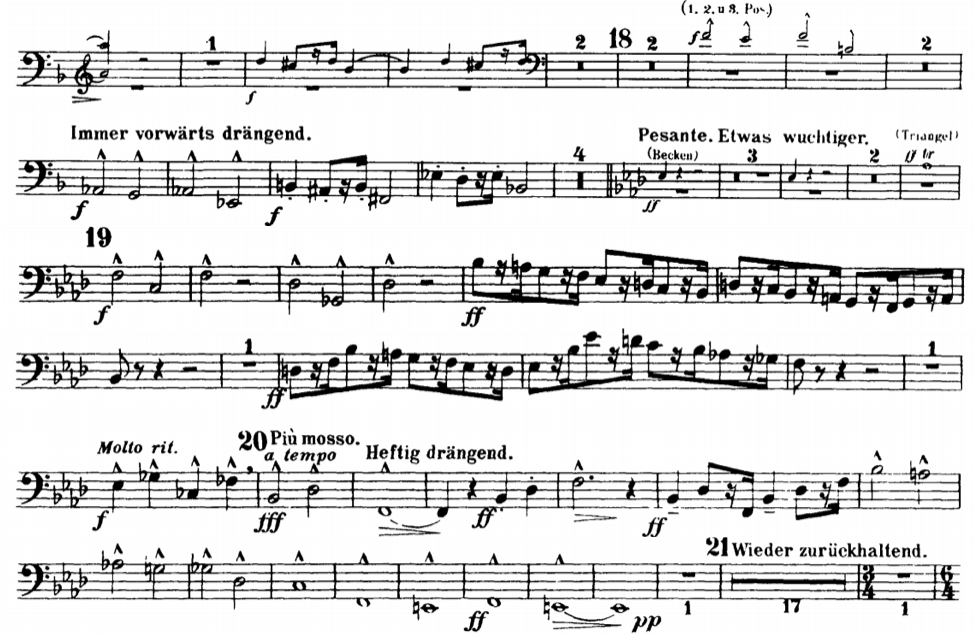 (1. 2. u 3. Pos.)
1 2 18 2 f 2
f
Immer vorwärts drängend. Pesante. Etwas wuchtiger. (Triangel)
4 (Becken) 3 2 ff tr
f f ff
19
f ff
1 1
ff
Molto rit. 20 Più mosso.
a tempo Heftig drängend.
f fff ff ff
21 Wieder zurückhaltend.
3 4 6 4
ff pp 1 17 1